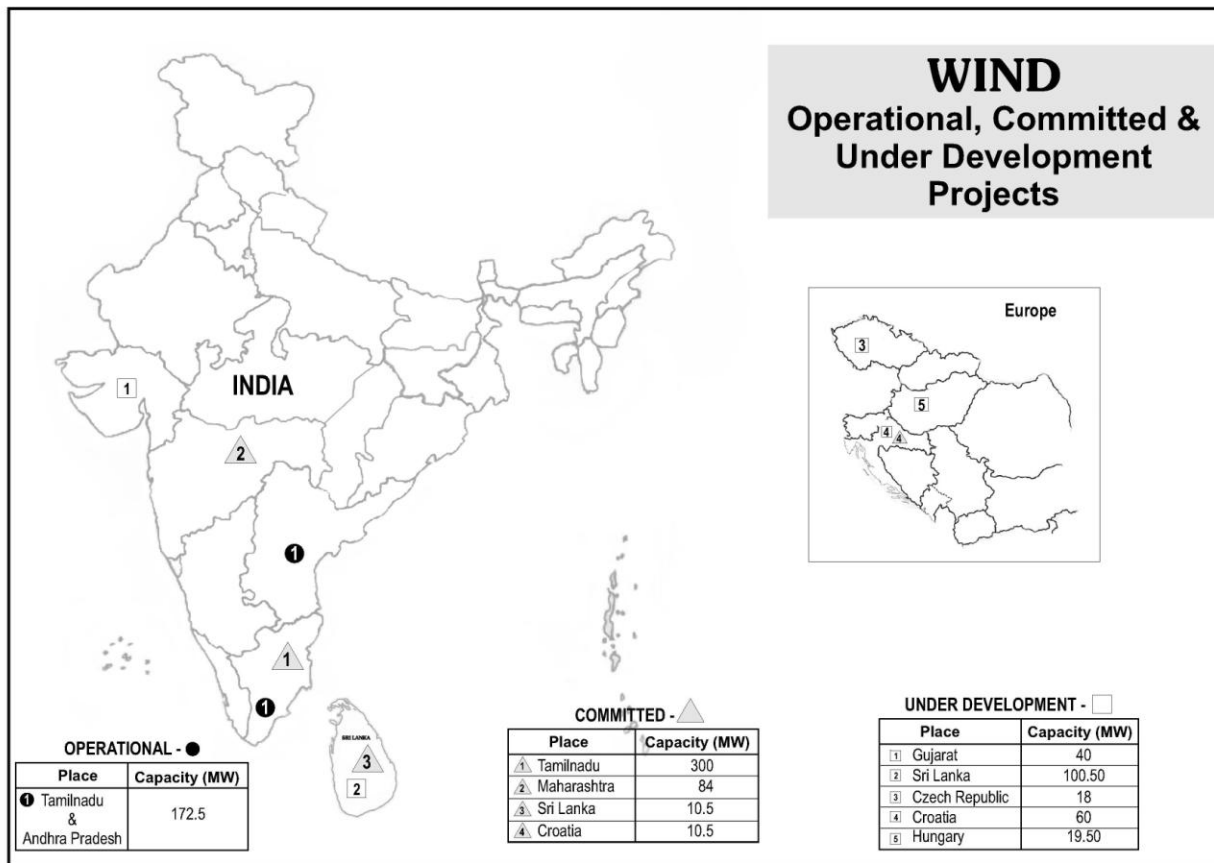 WIND
Operational, Committed &
Under Development
Projects
INDIA
1
2
1
1
1
SRI LANKA
3
2
Europe
3
5
4
4
OPERATIONAL -
Place Capacity (MW)
1 Tamilnadu
&
Andhra Pradesh
172.5
COMMITTED -
Place Capacity (MW)
1 Tamilnadu 300
2 Maharashtra 84
3 Sri Lanka 10.5
4 Croatia 10.5
UNDER DEVELOPMENT -
Place Capacity (MW)
1 Gujarat 40
2 Sri Lanka 100.50
3 Czech Republic 18
4 Croatia 60
5 Hungary 19.50